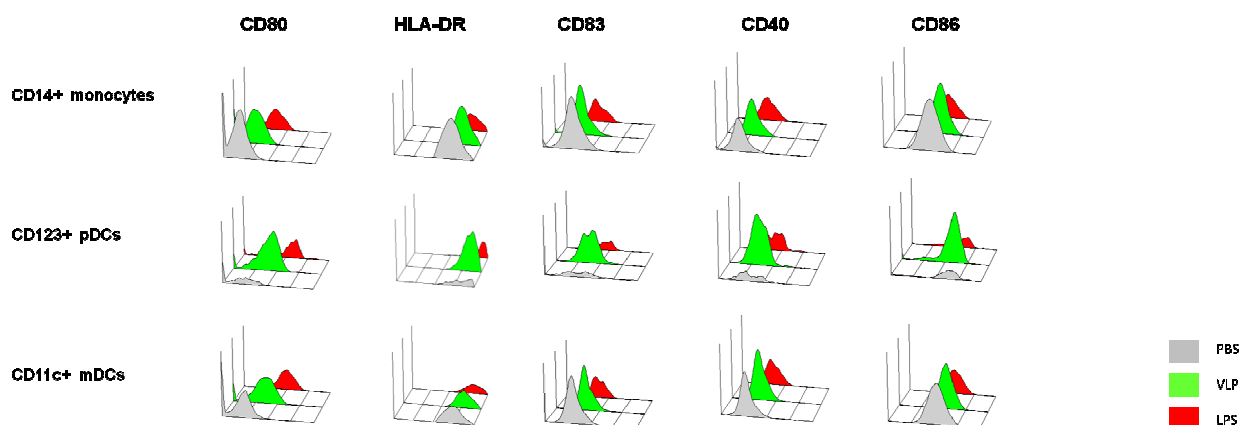 CD80 HLA-DR CD83 CD40 CD86
CD14+ monocytes
CD123+ pDCs
CD11c+ mDCs
PBS
VLP
LPS